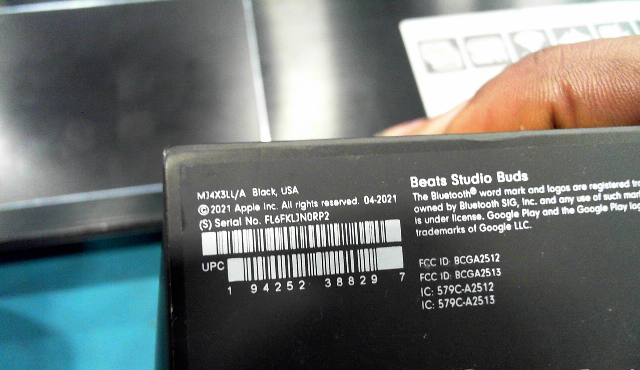 MJ4X3LL/A Black, USA
©2021 Apple Inc. All rights reserved. 04-2021
(S) Serial No. FL6FKLJN0RP2
UPC
1 94252 38829 7
Beats Studio Buds
The Bluetooth® word mark and logos are registered
owned by Bluetooth SIG, Inc. and any use of such
is under license. Google Play and the Google Play
trademarks of Google LLC.
FCC ID: BCGA2512
FCC ID: BCGA2513
IC: 579C-A2512
IC: 579C-A2513